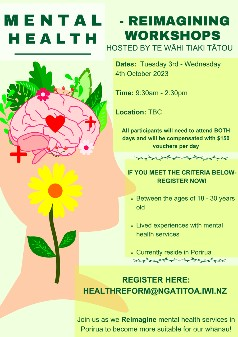 MENTAL
HEALTH
- REIMAGINING
WORKSHOPS
HOSTED BY TE WĀHI TIAKI TĀTOU
Dates: Tuesday 3rd - Wednesday
4th October 2023
Time: 9.30am - 2.30pm
Location: TBC
All participants will need to attend BOTH
days and will be compensated with $150
vouchers per day
IF YOU MEET THE CRITERIA BELOW-
REGISTER NOW!
• Between the ages of 18 - 30 years
old
• Lived experiences with mental
health services
• Currently reside in Porirua
REGISTER HERE:
HEALTHREFORM@NGATITOA.IWI.NZ
Join us as we Reimagine mental health services in
Porirua to become more suitable for our whanau!